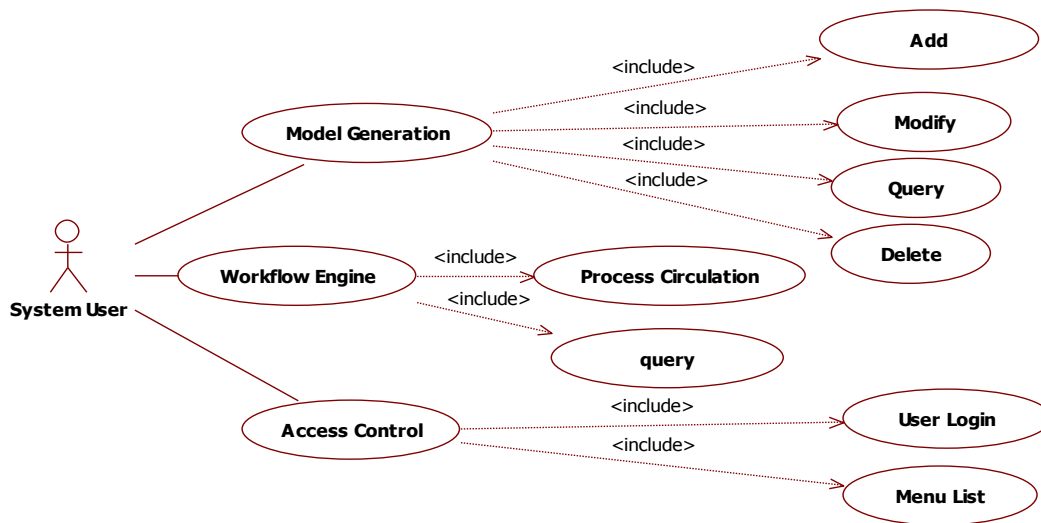 Add
<include>
<include>
Modify
Model Generation
<include>
Query
<include>
Delete
<include>
Workflow Engine
Process Circulation
System User
<include>
query
<include>
User Login
Access Control
<include>
Menu List